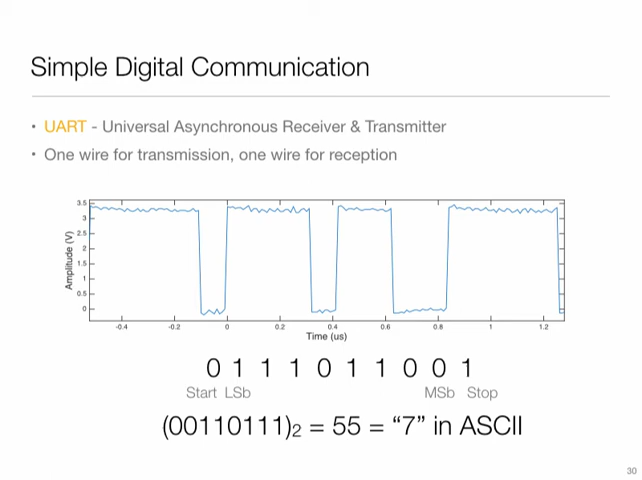 Simple Digital Communication
• UART - Universal Asynchronous Receiver & Transmitter
• One wire for transmission, one wire for reception
3.5
3
2.5
2
1.5
1
0.5
0
Amplitude (V)
-0.4 -0.2 0 0.2 0.4 0.6 0.8 1 1.2
Time (us)
0 1 1 1 0 1 1 0 0 1
Start LSb MSb Stop
(00110111)₂ = 55 = “7” in ASCII
30